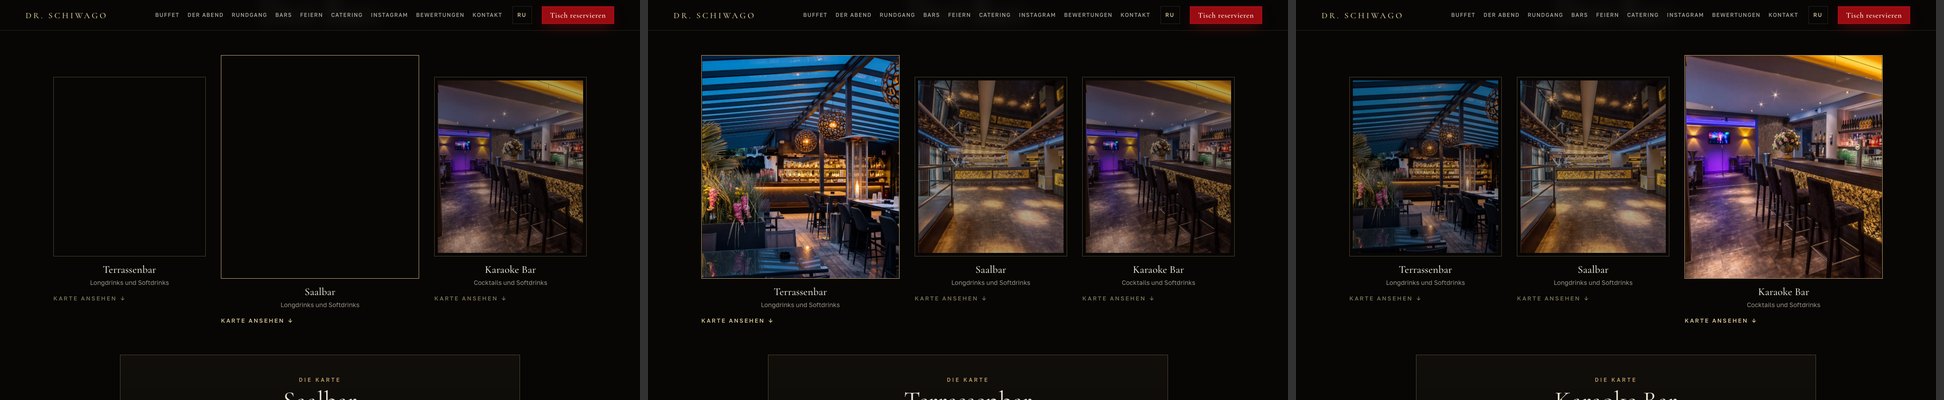 DR. SCHIWAGO BUFFET DER ABEND RUNDGANG BARS FEIERN CATERING INSTAGRAM BEWERTUNGEN KONTAKT RU Tisch reservieren
Terrassenbar
Longdrinks und Softdrinks
KARTE ANSEHEN ↓
Saalbar
Longdrinks und Softdrinks
KARTE ANSEHEN ↓
Karaoke Bar
Cocktails und Softdrinks
KARTE ANSEHEN ↓
DIE KARTE
Saalbar
DR. SCHIWAGO BUFFET DER ABEND RUNDGANG BARS FEIERN CATERING INSTAGRAM BEWERTUNGEN KONTAKT RU Tisch reservieren
Terrassenbar
Longdrinks und Softdrinks
KARTE ANSEHEN ↓
Saalbar
Longdrinks und Softdrinks
KARTE ANSEHEN ↓
Karaoke Bar
Cocktails und Softdrinks
KARTE ANSEHEN ↓
DIE KARTE
Terrassenbar
DR. SCHIWAGO BUFFET DER ABEND RUNDGANG BARS FEIERN CATERING INSTAGRAM BEWERTUNGEN KONTAKT RU Tisch reservieren
Terrassenbar
Longdrinks und Softdrinks
KARTE ANSEHEN ↓
Saalbar
Longdrinks und Softdrinks
KARTE ANSEHEN ↓
Karaoke Bar
Cocktails und Softdrinks
KARTE ANSEHEN ↓
DIE KARTE
Karaoke Bar